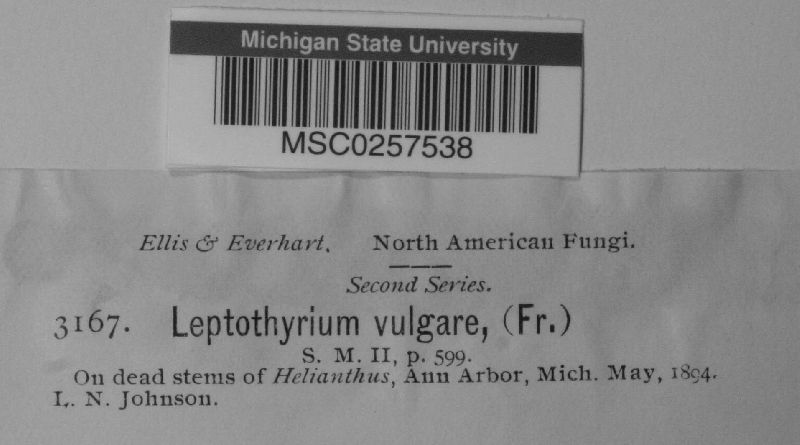 Michigan State University
MSC0257538
Ellis & Everhart, North American Fungi.
Second Series.
3167. Leptothyrium vulgare, (Fr.)
S. M. II, p. 599.
On dead stems of Helianthus, Ann Arbor, Mich. May, 1894.
L. N. Johnson.